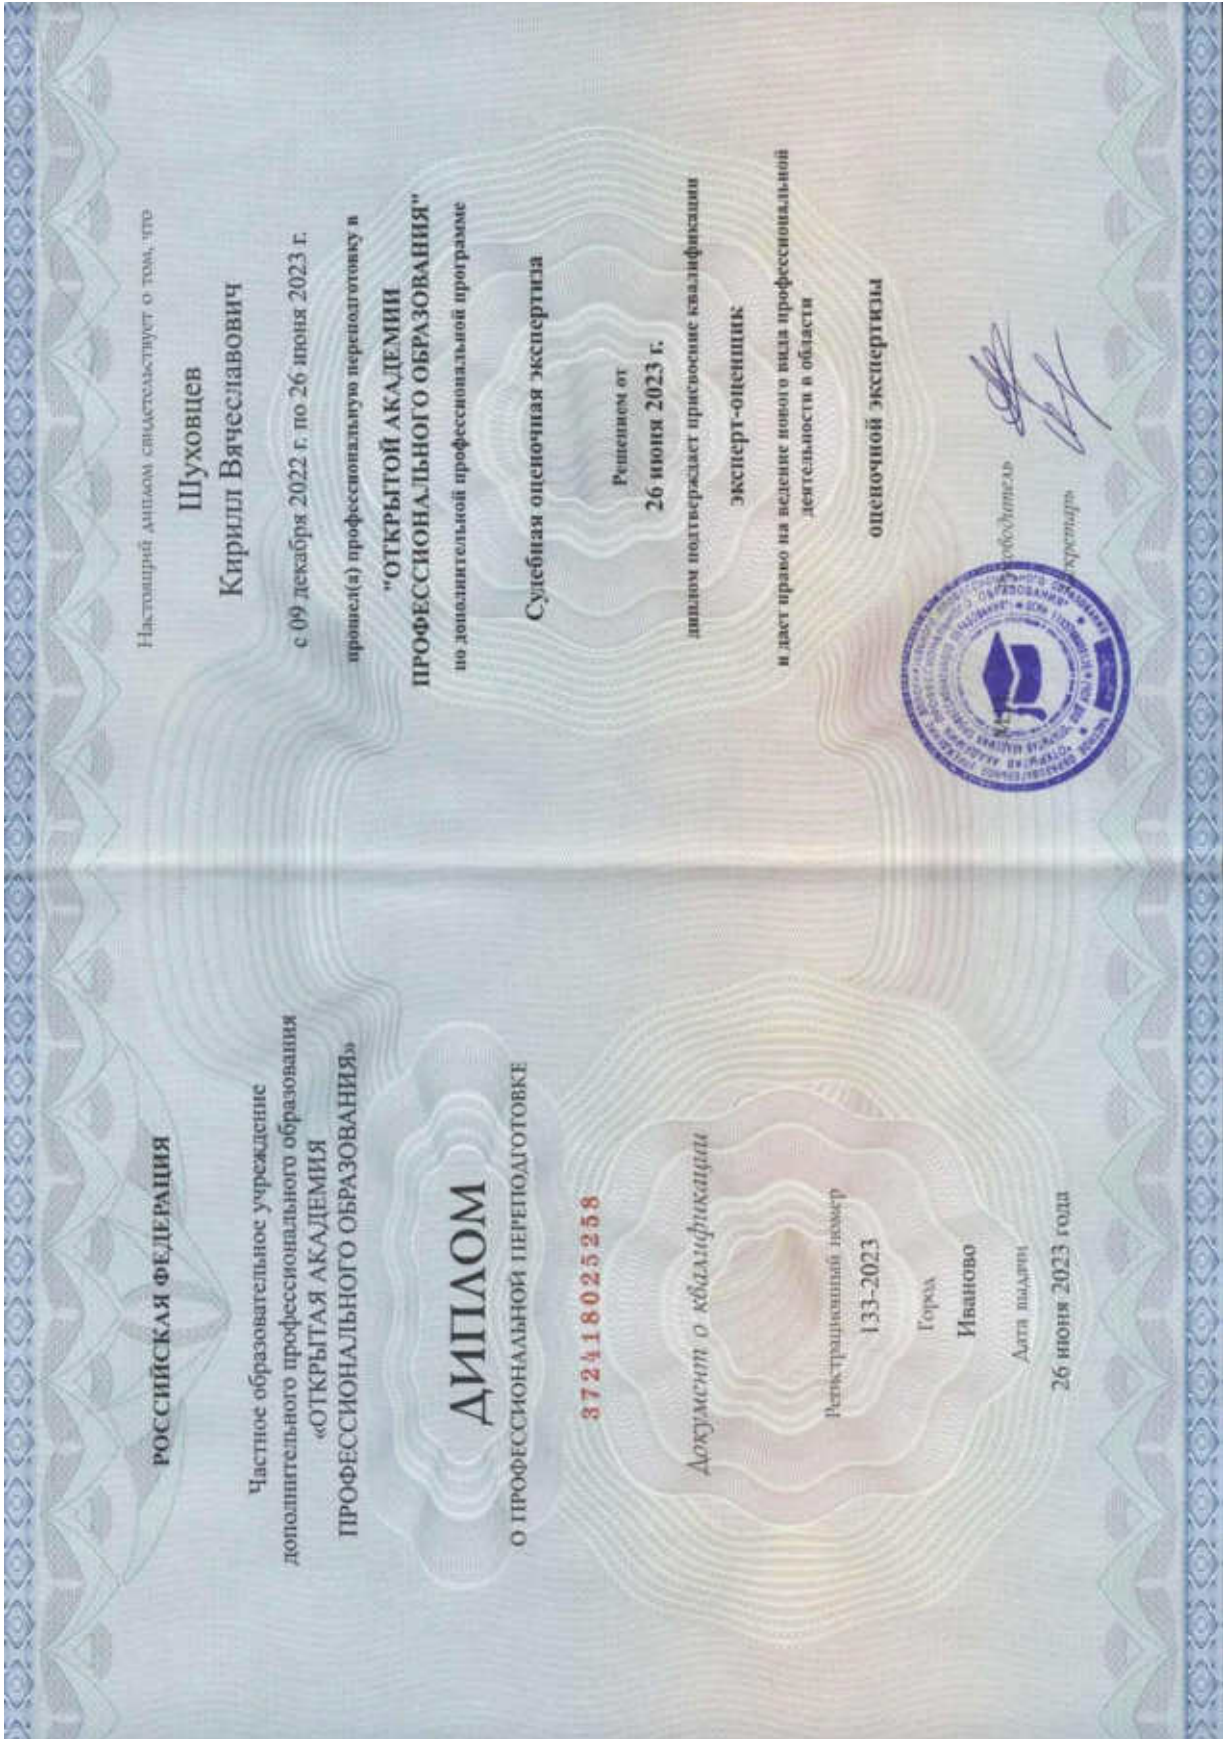 РОССИЙСКАЯ ФЕДЕРАЦИЯ
Частное образовательное учреждение
дополнительного профессионального образования
«ОТКРЫТАЯ АКАДЕМИЯ
ПРОФЕССИОНАЛЬНОГО ОБРАЗОВАНИЯ»
ДИПЛОМ
О ПРОФЕССИОНАЛЬНОЙ ПЕРЕПОДГОТОВКЕ
372418025258
Документ о квалификации
Регистрационный номер
133-2023
Город
Иваново
Дата выдачи
26 июня 2023 года
Настоящий диплом свидетельствует о том, что
Шуховцев
Кирилл Вячеславович
с 09 декабря 2022 г. по 26 июня 2023 г.
прошел(а) профессиональную переподготовку в
"ОТКРЫТОЙ АКАДЕМИИ
ПРОФЕССИОНАЛЬНОГО ОБРАЗОВАНИЯ"
по дополнительной профессиональной программе
Судебная оценочная экспертиза
Решением от
26 июня 2023 г.
диплом подтверждает присвоение квалификации
эксперт-оценщик
и дает право на ведение нового вида профессиональной
деятельности в области
оценочной экспертизы
Руководитель
Секретарь